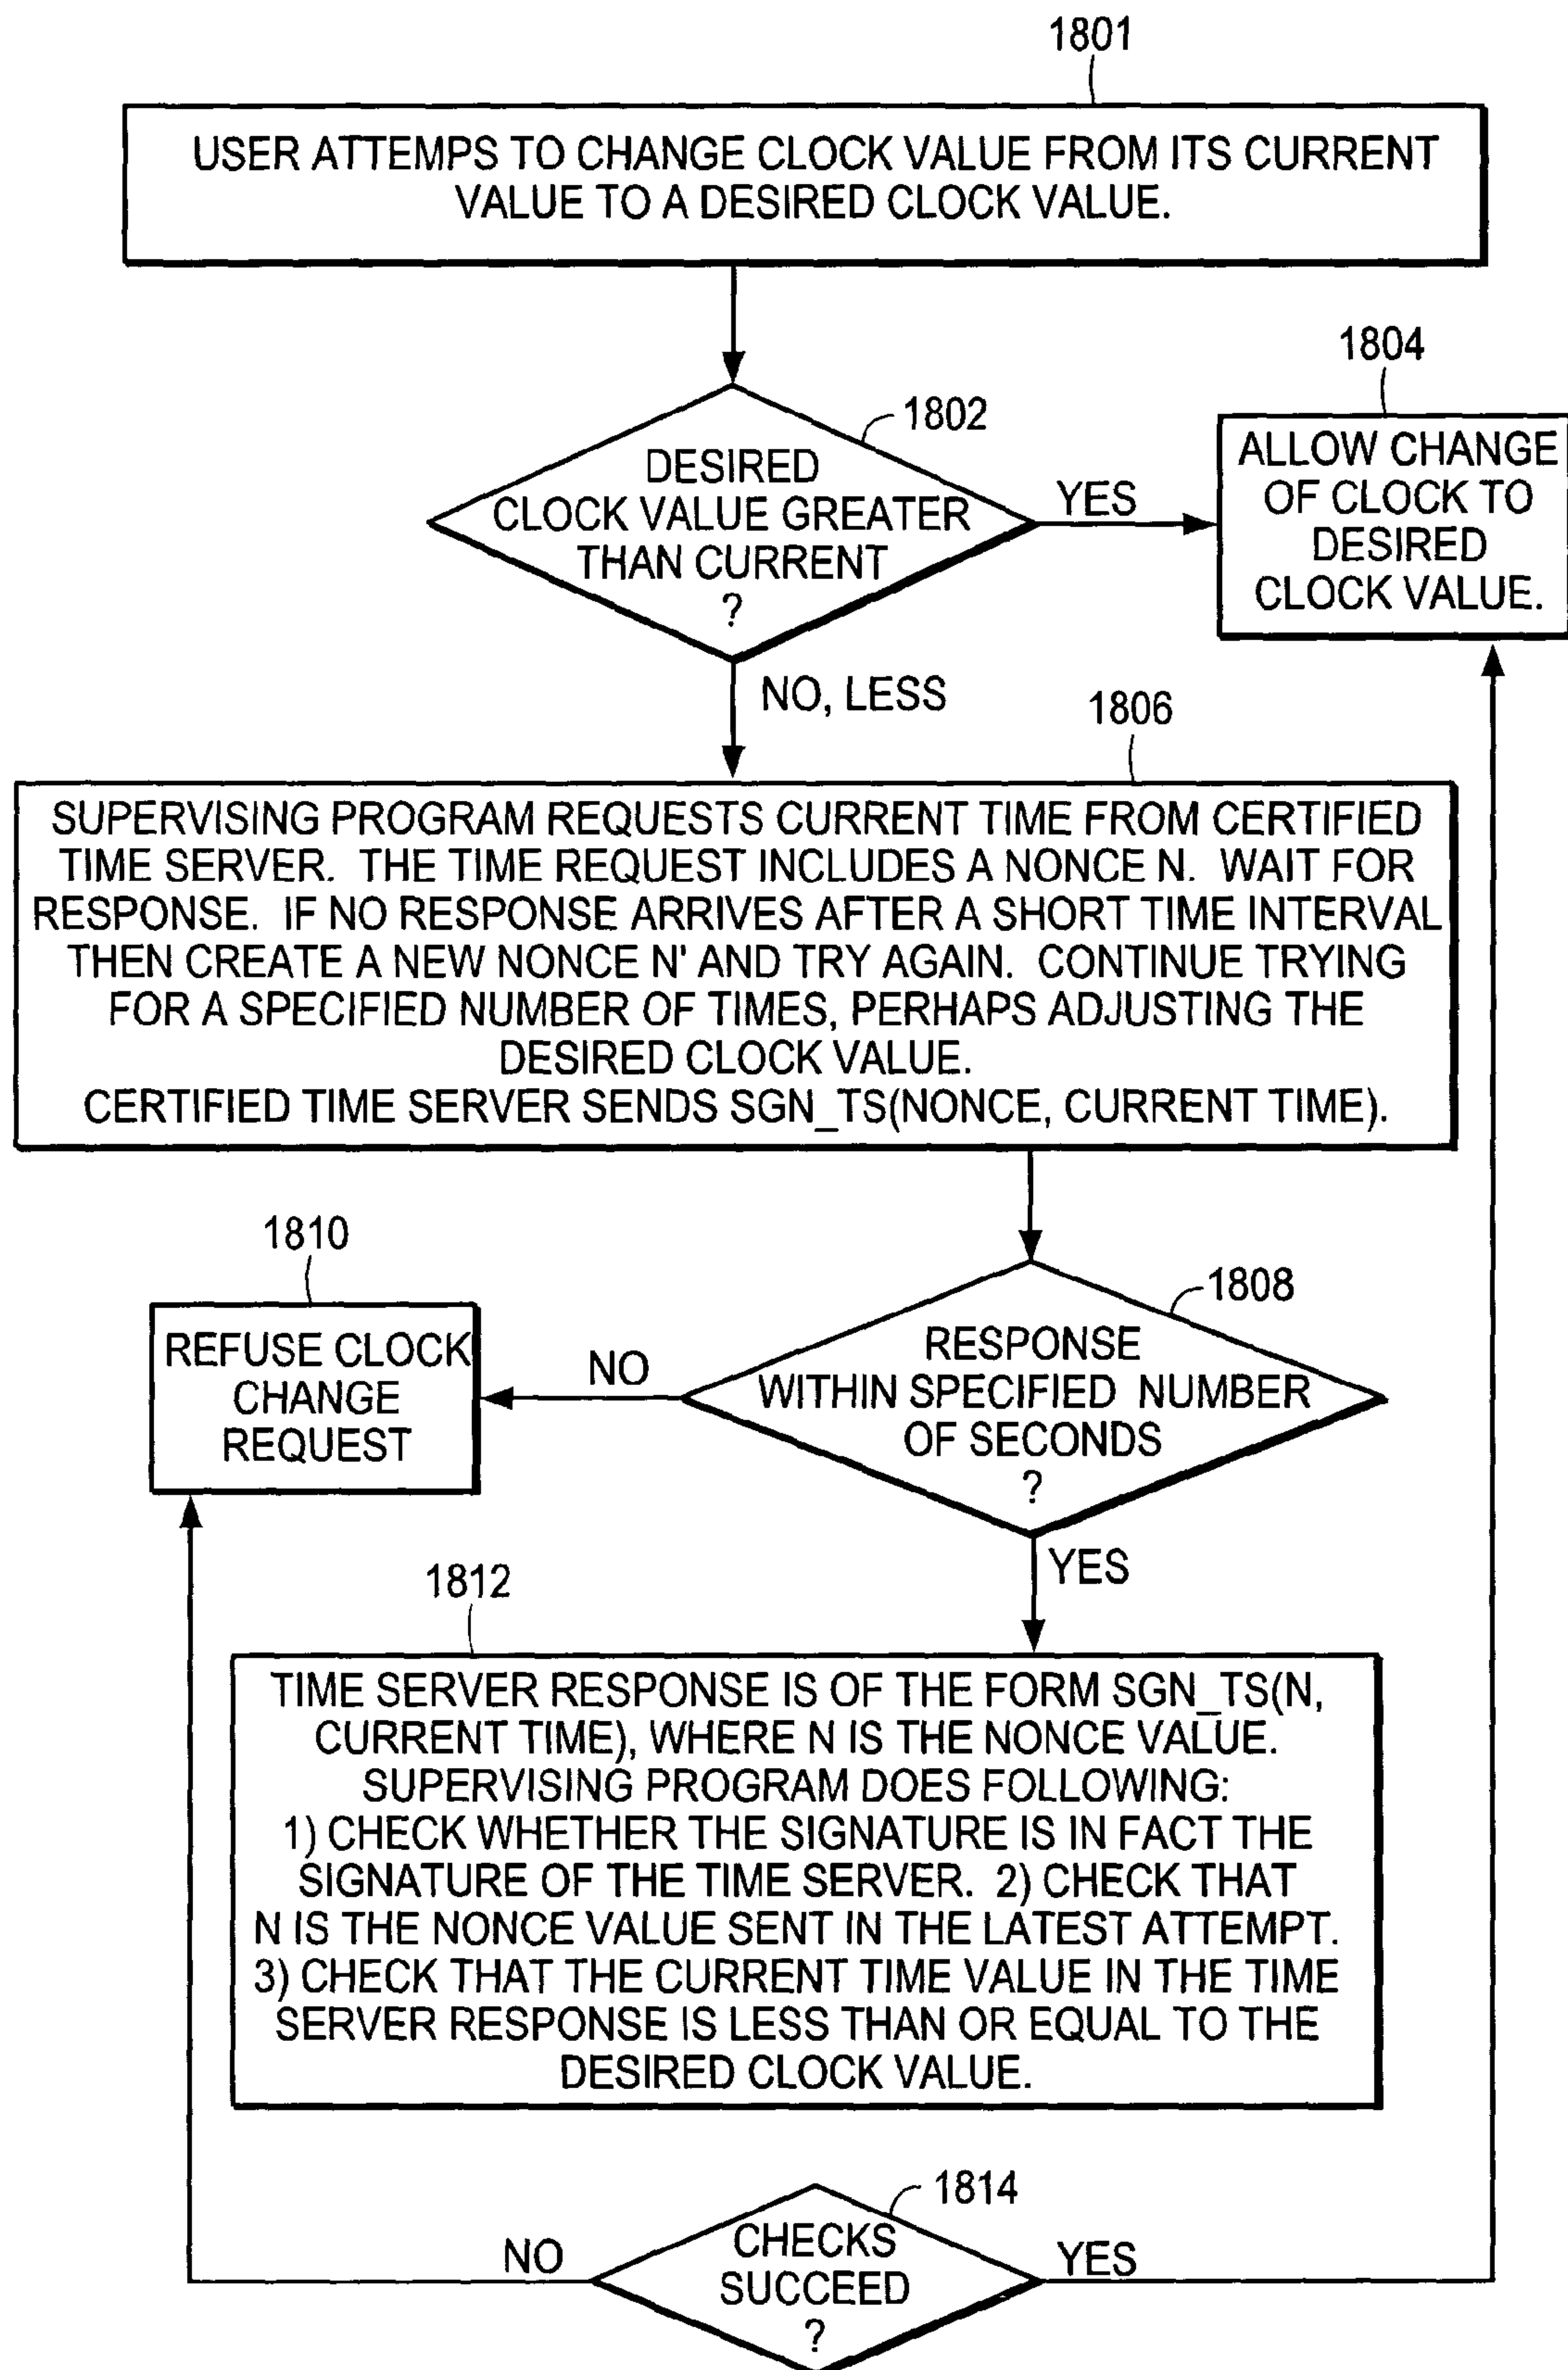 1801
USER ATTEMPS TO CHANGE CLOCK VALUE FROM ITS CURRENT
VALUE TO A DESIRED CLOCK VALUE.
1804
1802
DESIRED
CLOCK VALUE GREATER
THAN CURRENT
?
YES
ALLOW CHANGE
OF CLOCK TO
DESIRED
CLOCK VALUE.
NO, LESS
1806
SUPERVISING PROGRAM REQUESTS CURRENT TIME FROM CERTIFIED
TIME SERVER. THE TIME REQUEST INCLUDES A NONCE N. WAIT FOR
RESPONSE. IF NO RESPONSE ARRIVES AFTER A SHORT TIME INTERVAL
THEN CREATE A NEW NONCE N' AND TRY AGAIN. CONTINUE TRYING
FOR A SPECIFIED NUMBER OF TIMES, PERHAPS ADJUSTING THE
DESIRED CLOCK VALUE.
CERTIFIED TIME SERVER SENDS SGN_TS(NONCE, CURRENT TIME).
1810
1808
REFUSE CLOCK
CHANGE
REQUEST
NO
RESPONSE
WITHIN SPECIFIED NUMBER
OF SECONDS
?
YES
1812
TIME SERVER RESPONSE IS OF THE FORM SGN_TS(N,
CURRENT TIME), WHERE N IS THE NONCE VALUE.
SUPERVISING PROGRAM DOES FOLLOWING:
1) CHECK WHETHER THE SIGNATURE IS IN FACT THE
SIGNATURE OF THE TIME SERVER. 2) CHECK THAT
N IS THE NONCE VALUE SENT IN THE LATEST ATTEMPT.
3) CHECK THAT THE CURRENT TIME VALUE IN THE TIME
SERVER RESPONSE IS LESS THAN OR EQUAL TO THE
DESIRED CLOCK VALUE.
1814
NO
CHECKS
SUCCEED
?
YES